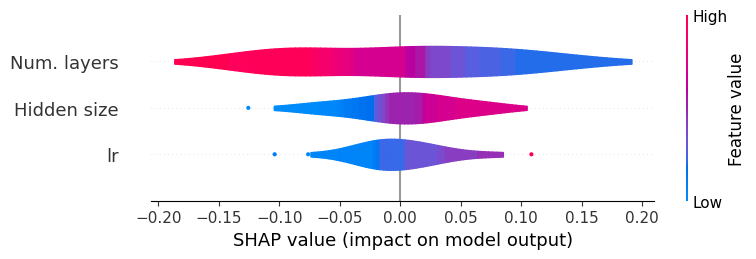 High
Num. layers
Hidden size
lr
Feature value
Low
−0.20 −0.15 −0.10 −0.05 0.00 0.05 0.10 0.15 0.20
SHAP value (impact on model output)